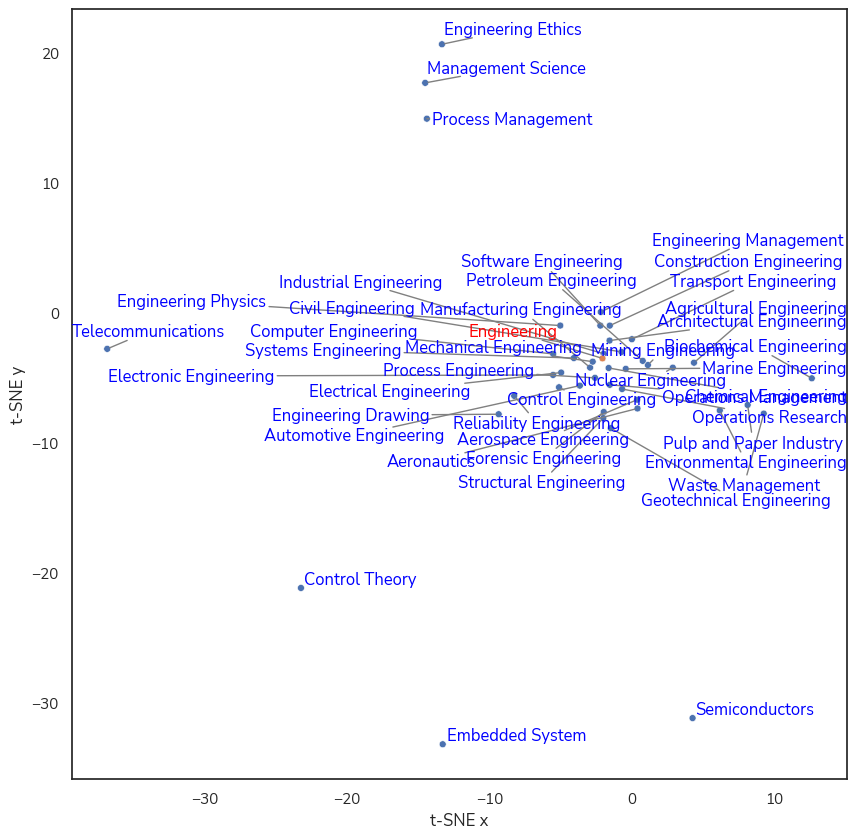 Engineering Ethics
20
Management Science
Process Management
10
Engineering Management
Software Engineering
Construction Engineering
Petroleum Engineering
Transport Engineering
Industrial Engineering
0
Engineering Physics
Civil Engineering
Manufacturing Engineering
Agricultural Engineering
Architectural Engineering
Telecommunications
Computer Engineering
Engineering
Systems Engineering
Mechanical Engineering
Mining Engineering
Biochemical Engineering
Electronic Engineering
Process Engineering
Marine Engineering
Nuclear Engineering
Electrical Engineering
Control Engineering
Operations Management
Chemical Engineering
Engineering Drawing
Reliability Engineering
Operations Research
−10
Automotive Engineering
Aerospace Engineering
Pulp and Paper Industry
Aeronautics
Forensic Engineering
Environmental Engineering
Structural Engineering
Waste Management
Geotechnical Engineering
−20
Control Theory
−30
Semiconductors
Embedded System
−30
−20
−10
0
10
t-SNE x
t-SNE y